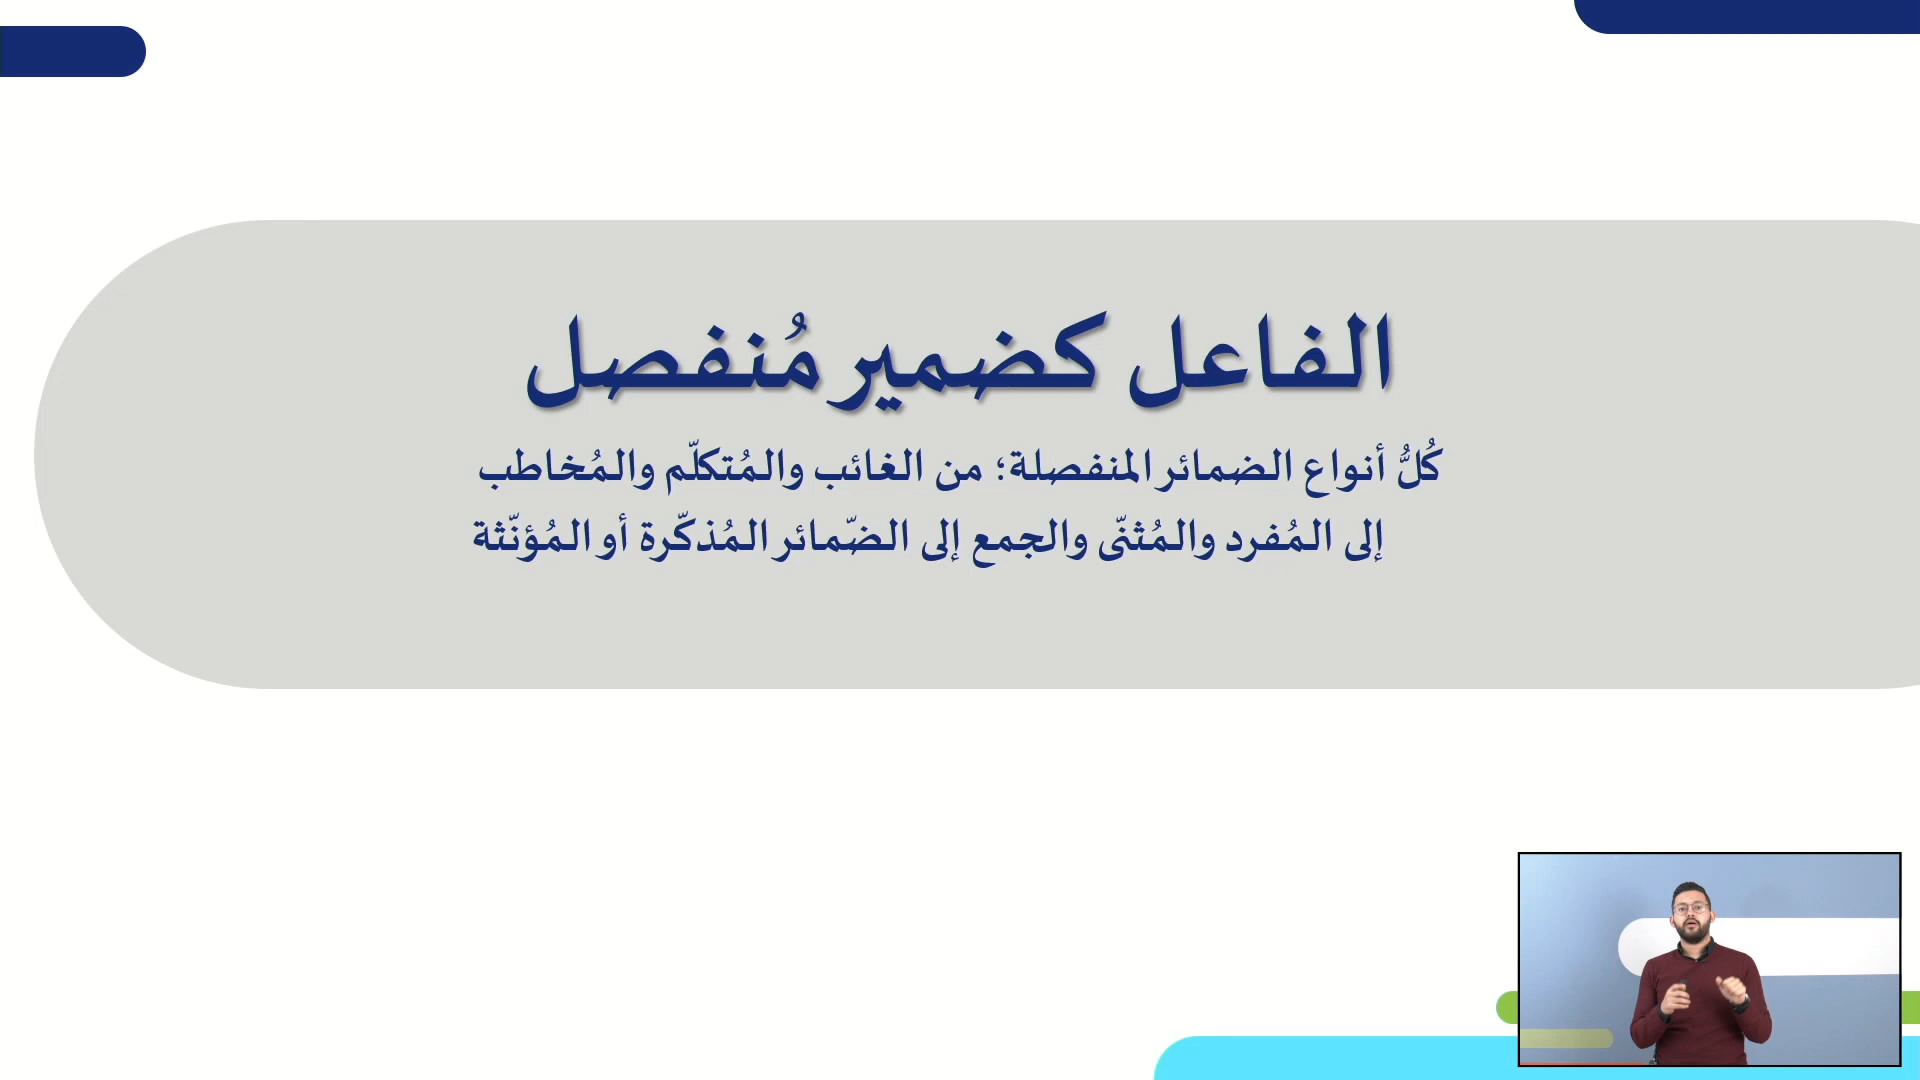 الفاعل كضمير مُنفصل
كُلُّ أنواع الضمائر المنفصلة؛ من الغائب والمُتكلّم والمُخاطب
إلى المُفرد والمُثنّى والجمع إلى الضّمائر المُذكّرة أو المُؤنّثة